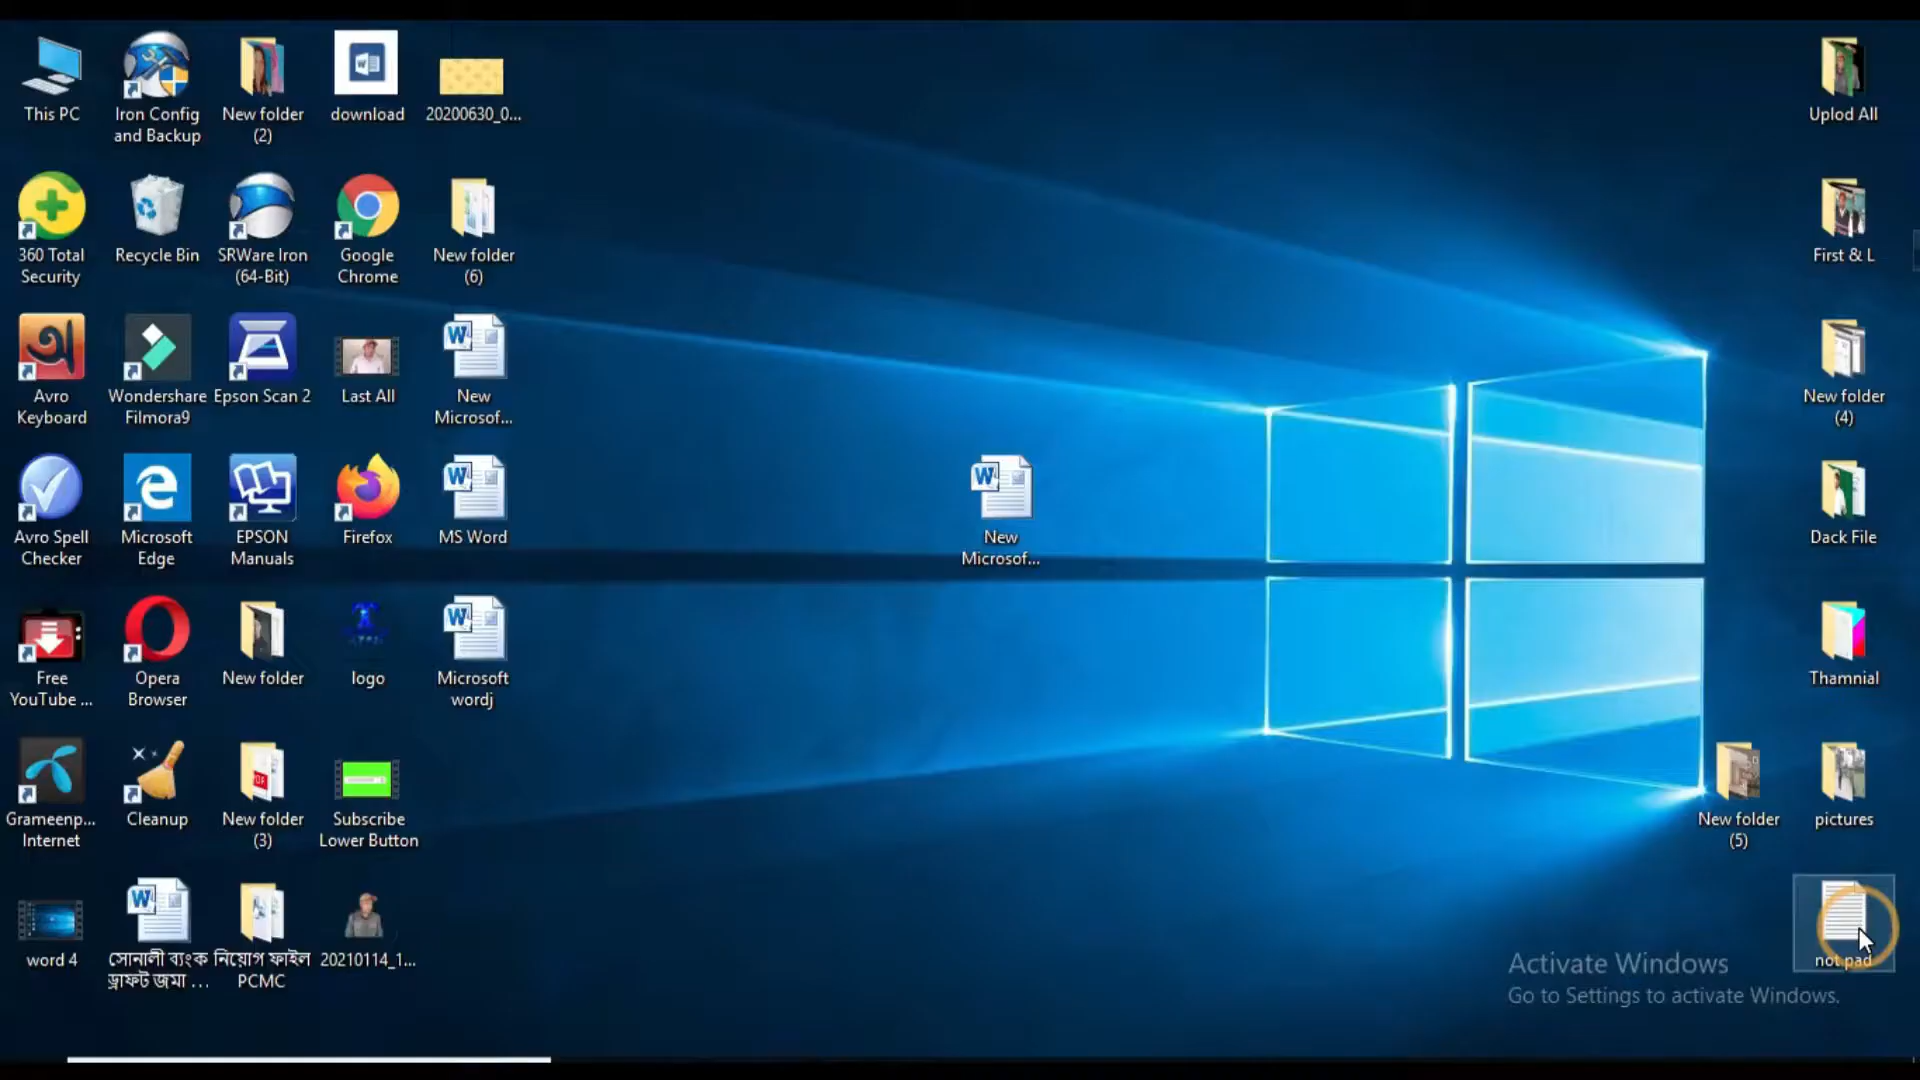 This PC
Iron Config
and Backup
New folder
(2)
download
20200630_0...
Uplod All
360 Total
Security
Recycle Bin
SRWare Iron
(64-Bit)
Google
Chrome
New folder
(6)
First & L
Avro
Keyboard
Wondershare
Filmora9
Epson Scan 2
Last All
New
Microsof...
New folder
(4)
Avro Spell
Checker
Microsoft
Edge
EPSON
Manuals
Firefox
MS Word
New
Microsof...
Dack File
Free
YouTube ...
Opera
Browser
New folder
logo
Microsoft
wordj
Thamnial
Grameenp...
Internet
Cleanup
New folder
(3)
Subscribe
Lower Button
New folder
(5)
pictures
word 4
সোনালী ব্যংক
ড্রাফট জমা ...
নিয়োগ ফাইল
PCMC
20210114_1...
not pad
Activate Windows
Go to Settings to activate Windows.